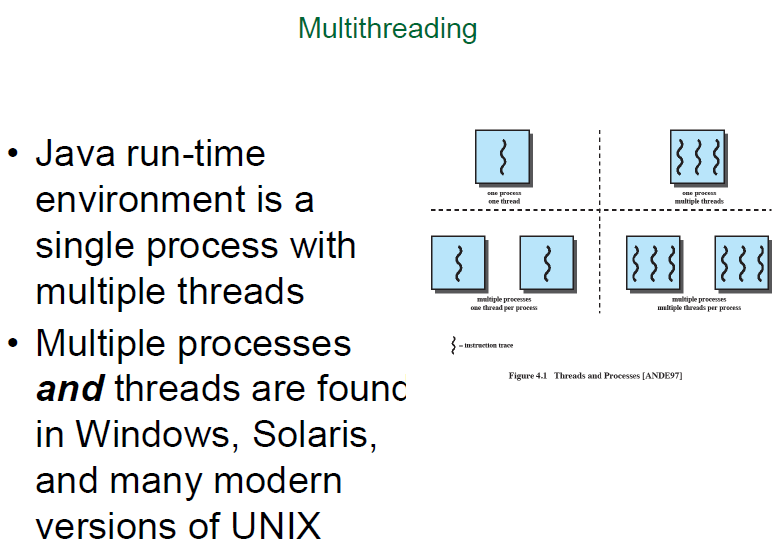 Multithreading
• Java run-time
environment is a
single process with
multiple threads
• Multiple processes
and threads are found
in Windows, Solaris,
and many modern
versions of UNIX
one process
one thread
one process
multiple threads
multiple processes
one thread per process
multiple processes
multiple threads per process
= instruction trace
Figure 4.1 Threads and Processes [ANDE97]